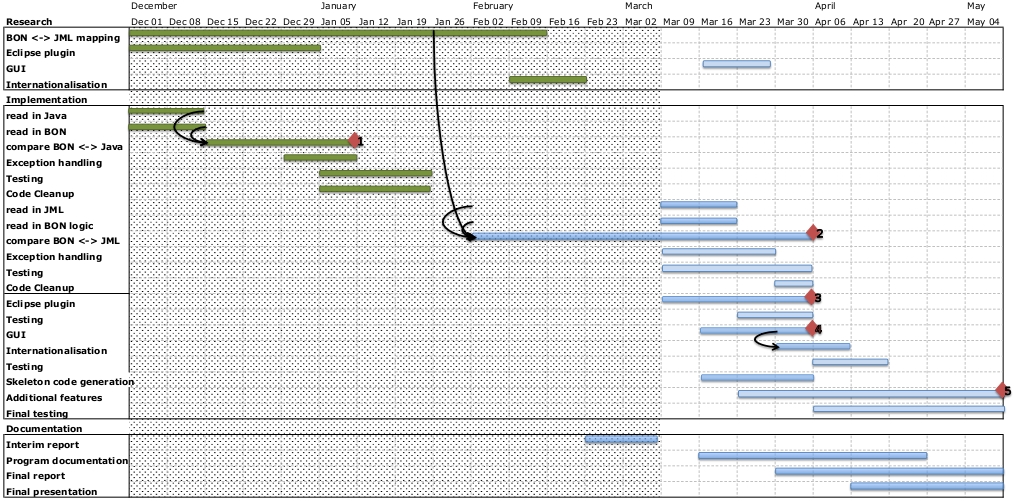 December January February March April May
Research Dec 01 Dec 08 Dec 15 Dec 22 Dec 29 Jan 05 Jan 12 Jan 19 Jan 26 Feb 02 Feb 09 Feb 16 Feb 23 Mar 02 Mar 09 Mar 16 Mar 23 Mar 30 Apr 06 Apr 13 Apr 20 Apr 27 May 04
BON <-> JML mapping
Eclipse plugin
GUI
Internationalisation
Implementation
read in Java
read in BON
compare BON <-> Java 1
Exception handling
Testing
Code Cleanup
read in JML
read in BON logic
compare BON <-> JML 2
Exception handling
Testing
Code Cleanup
Eclipse plugin 3
Testing
GUI 4
Internationalisation
Testing
Skeleton code generation
Additional features 5
Final testing
Documentation
Interim report
Program documentation
Final report
Final presentation